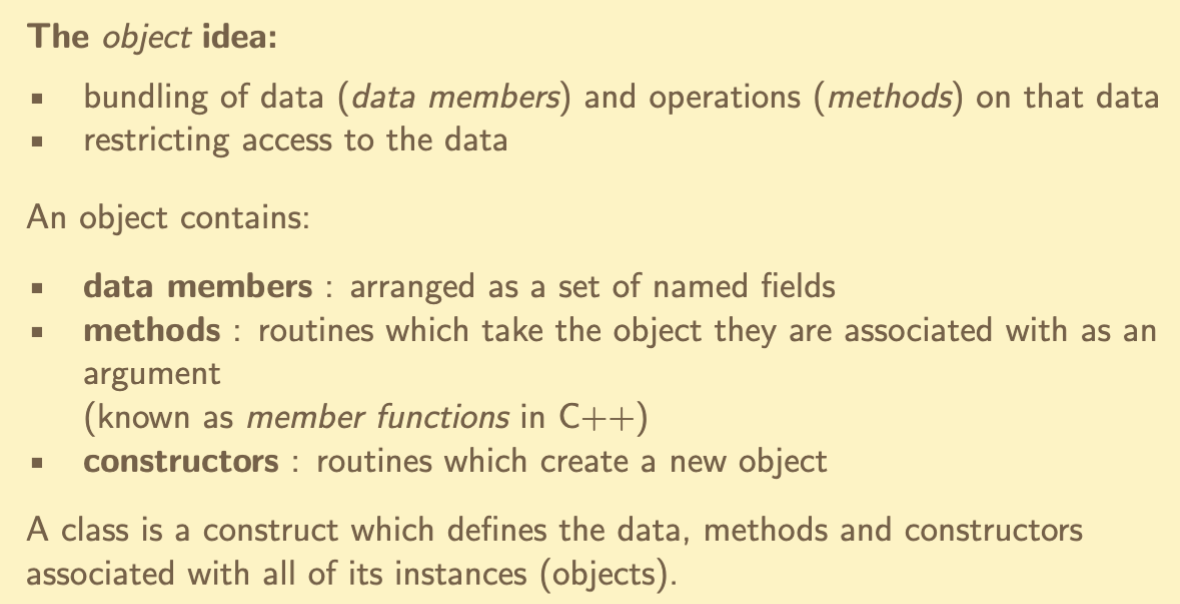 The object idea:
▪ bundling of data (data members) and operations (methods) on that data
▪ restricting access to the data
An object contains:
▪ data members : arranged as a set of named fields
▪ methods : routines which take the object they are associated with as an
argument
(known as member functions in C++)
▪ constructors : routines which create a new object
A class is a construct which defines the data, methods and constructors
associated with all of its instances (objects).